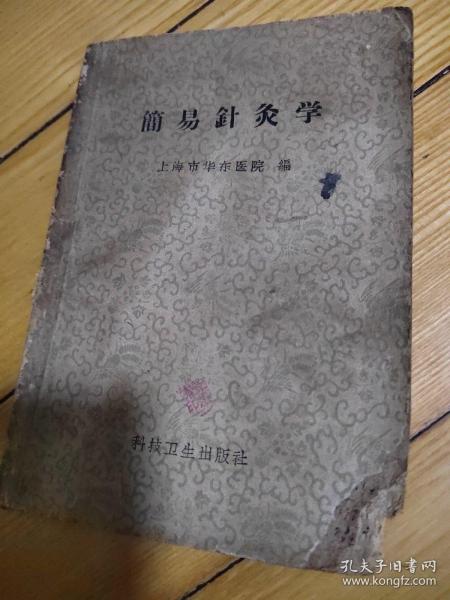 簡易針灸学
上海市华东医院 編
科技卫生出版社
孔夫子旧书网
www.kongfz.com